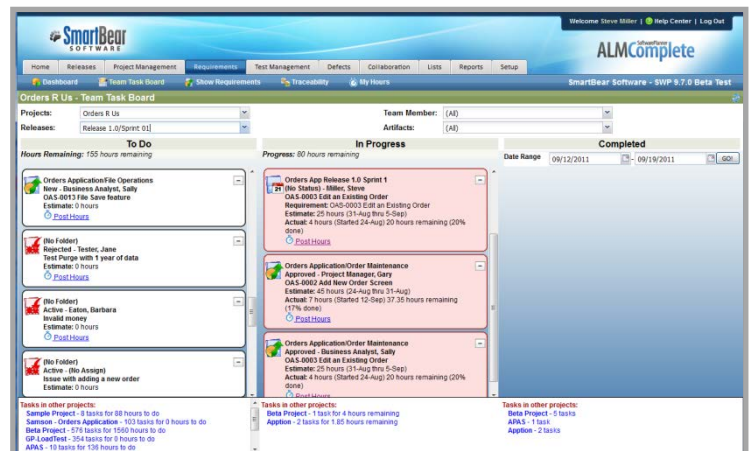 Welcome Steve Miller | Help Center | Log Out
SmartBear
SOFTWARE
SoftwarePlanner
ALMComplete
Home Releases Project Management Requirements Test Management Defects Collaboration Lists Reports Setup
Dashboard Team Task Board Show Requirements Traceability My Hours SmartBear Software - SWP 9.7.0 Beta Test
Orders R Us - Team Task Board
Projects: Orders R Us Team Member: (All)
Releases: Release 1.0/Sprint 01 Artifacts: (All)
To Do
Hours Remaining: 155 hours remaining
Orders Application/File Operations
New - Business Analyst, Sally
OAS-0013 File Save feature
Estimate: 0 hours
Post Hours
(No Folder)
Rejected - Tester, Jane
Test Purge with 1 year of data
Estimate: 0 hours
Post Hours
(No Folder)
Active - Eaton, Barbara
Invalid money
Estimate: 0 hours
Post Hours
(No Folder)
Active - (No Assign)
Issue with adding a new order
Estimate: 0 hours
Tasks in other projects:
Sample Project - 8 tasks for 88 hours to do
Samson - Orders Application - 103 tasks for 0 hours to do
Beta Project - 576 tasks for 1560 hours to do
GP-LoadTest - 354 tasks for 0 hours to do
APAS - 10 tasks for 136 hours to do
In Progress
Progress: 80 hours remaining
21
Orders App Release 1.0 Sprint 1
(No Status) - Miller, Steve
OAS-0003 Edit an Existing Order
Requirement: OAS-0003 Edit an Existing Order
Estimate: 25 hours (31-Aug thru 5-Sep)
Actual: 4 hours (Started 24-Aug) 20 hours remaining (20%
done)
Post Hours
Orders Application/Order Maintenance
Approved - Project Manager, Gary
OAS-0002 Add New Order Screen
Estimate: 45 hours (24-Aug thru 31-Aug)
Actual: 7 hours (Started 12-Sep) 37.35 hours remaining
(17% done)
Post Hours
Orders Application/Order Maintenance
Approved - Business Analyst, Sally
OAS-0003 Edit an Existing Order
Estimate: 25 hours (31-Aug thru 5-Sep)
Actual: 4 hours (Started 24-Aug) 20 hours remaining (20%
done)
Post Hours
Tasks in other projects:
Beta Project - 1 task for 4 hours remaining
Apption - 2 tasks for 1.85 hours remaining
Completed
Date Range 09/12/2011 - 09/19/2011 GO!
Tasks in other projects:
Beta Project - 5 tasks
APAS - 1 task
Apption - 2 tasks